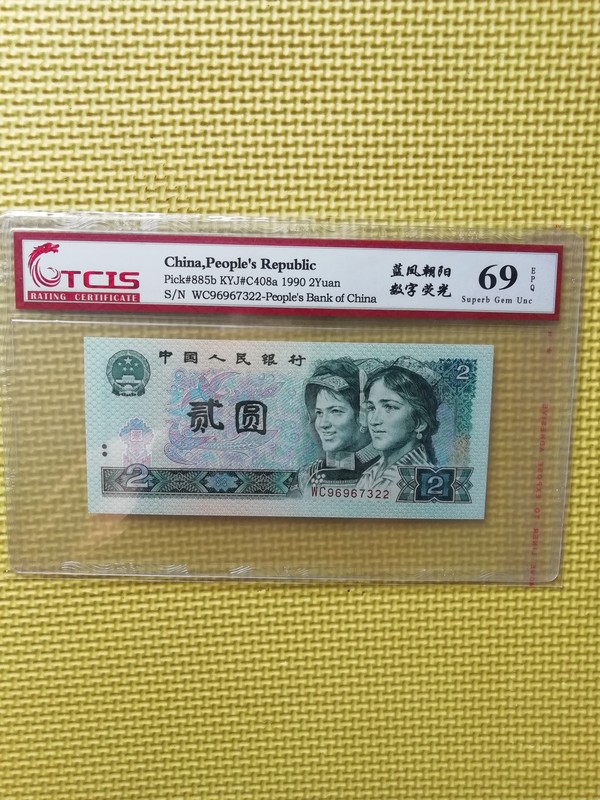 TCIS
RATING CERTIFICATE
China,People's Republic
Pick#885b KYJ#C408a 1990 2Yuan
S/N WC96967322-People's Bank of China
蓝凤朝阳
数字荧光
69
EPQ
Superb Gem Unc
中国人民银行
2
贰圆
2
WC96967322
2